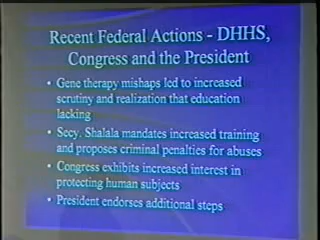 Recent Federal Actions - DHHS,
Congress and the President
• Gene therapy mishaps led to increased
scrutiny and realization that education
lacking
• Secy. Shalala mandates increased training
and proposes criminal penalties for abuses
• Congress exhibits increased interest in
protecting human subjects
• President endorses additional steps